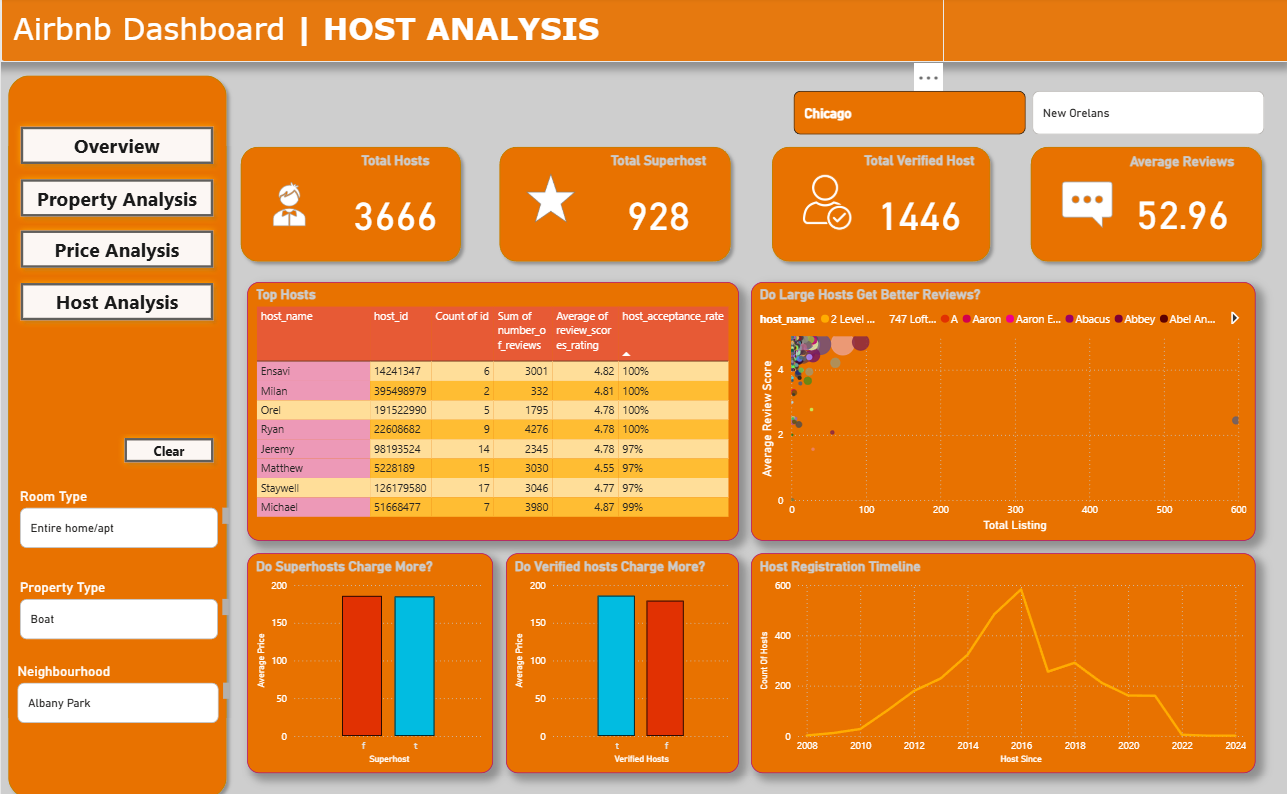 Airbnb Dashboard | HOST ANALYSIS
Overview
Property Analysis
Price Analysis
Host Analysis
Clear
Room Type
Entire home/apt
Property Type
Boat
Neighbourhood
Albany Park
Chicago
New Orelans
Total Hosts
3666
Total Superhost
928
Total Verified Host
1446
Average Reviews
52.96
Top Hosts
host_name host_id Count of id Sum of number_of_reviews Average of review_scores_rating host_acceptance_rate
Ensavi 14241347 6 3001 4.82 100%
Milan 395498979 2 332 4.81 100%
Orel 191522990 5 1795 4.78 100%
Ryan 22608682 9 4276 4.78 100%
Jeremy 98193524 14 2345 4.78 97%
Matthew 5228189 15 3030 4.55 97%
Staywell 126179580 17 3046 4.77 97%
Michael 51668477 7 3980 4.87 99%
Do Large Hosts Get Better Reviews?
host_name 2 Level ... 747 Loft... A Aaron Aaron E... Abacus Abbey Abel An...
Average Review Score
4
2
0
0 100 200 300 400 500 600
Total Listing
Do Superhosts Charge More?
Average Price
200
150
100
50
0
f t
Superhost
Do Verified hosts Charge More?
Average Price
200
150
100
50
0
t f
Verified Hosts
Host Registration Timeline
Count Of Hosts
600
400
200
0
2008 2010 2012 2014 2016 2018 2020 2022 2024
Host Since